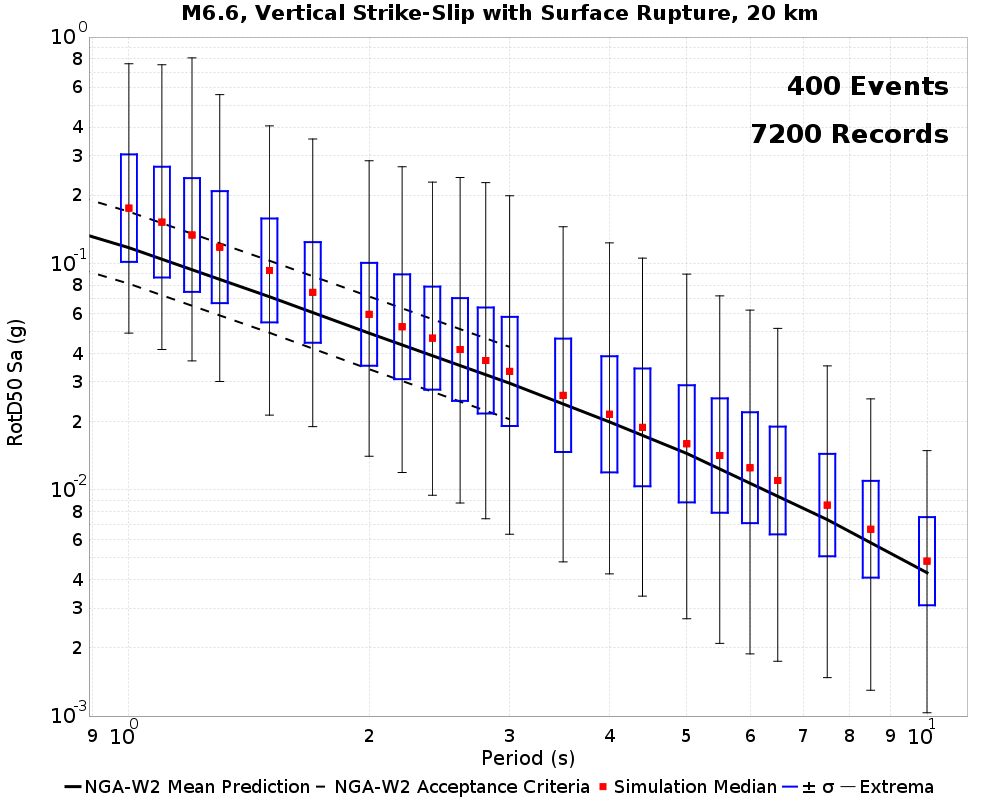 M6.6, Vertical Strike-Slip with Surface Rupture, 20 km
400 Events
7200 Records
10^0
8
6
4
3
2
10^-1
8
6
4
3
2
10^-2
8
6
4
3
2
10^-3
RotD50 Sa (g)
9 10^0 2 3 4 5 6 7 8 9 10^1
Period (s)
NGA-W2 Mean Prediction NGA-W2 Acceptance Criteria Simulation Median ± σ Extrema